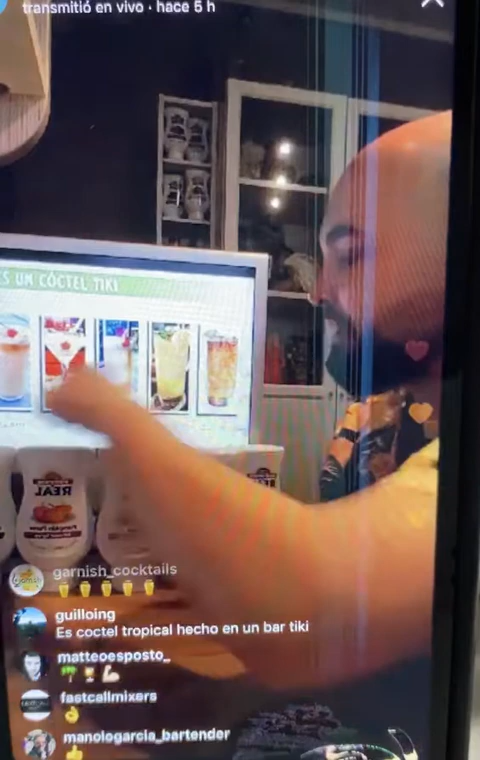 transmitió en vivo · hace 5 h
ES UN CÓCTEL TIKI
REAL
garnish_cocktails
guilloing
Es coctel tropical hecho en un bar tiki
matteoesposto_
fastcallmixers
manologarcia_bartender